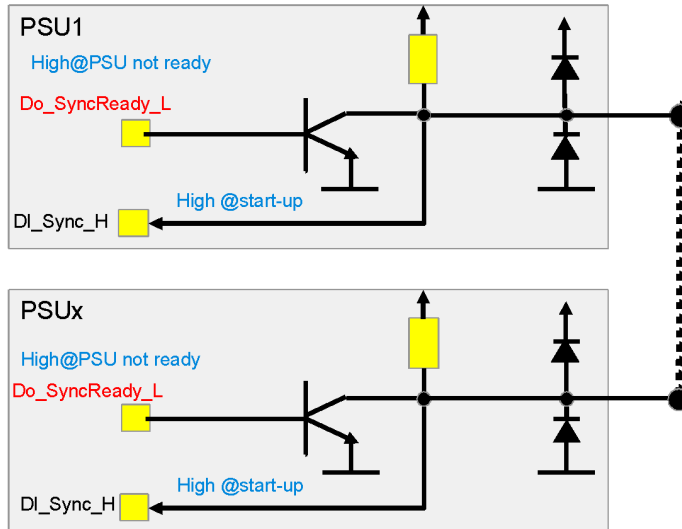 PSU1
High@PSU not ready
Do_SyncReady_L
High @start-up
DI_Sync_H
PSUx
High@PSU not ready
Do_SyncReady_L
High @start-up
DI_Sync_H